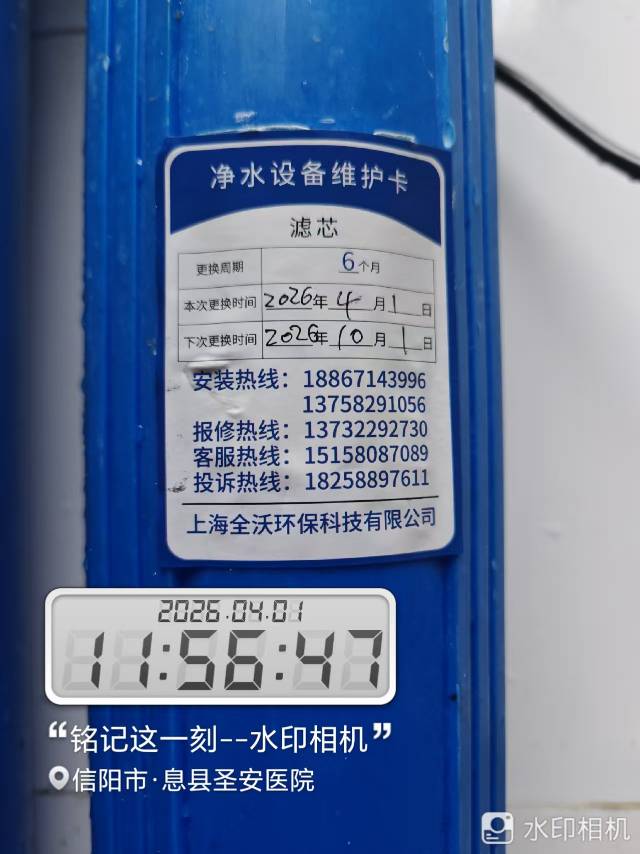 净水设备维护卡
滤芯
更换周期 6个月
本次更换时间 2026年4月1日
下次更换时间 2026年10月1日
安装热线：18867143996
13758291056
报修热线：13732292730
客服热线：15158087089
投诉热线：18258897611
上海全沃环保科技有限公司
2026.04.01
11:56:47
“铭记这一刻--水印相机”
信阳市·息县圣安医院
水印相机